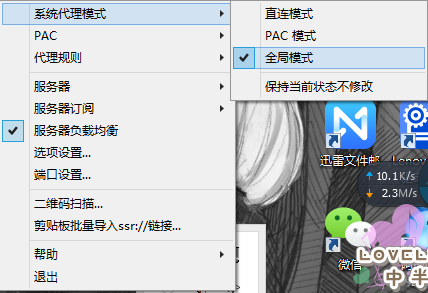 系统代理模式
PAC
代理规则
服务器
服务器订阅
服务器负载均衡
选项设置...
端口设置...
二维码扫描...
剪贴板批量导入ssr://链接...
帮助
退出
直连模式
PAC 模式
全局模式
保持当前状态不修改
迅雷文件邮
10.1K/s
2.3M/s
微信
LOVEL
中半